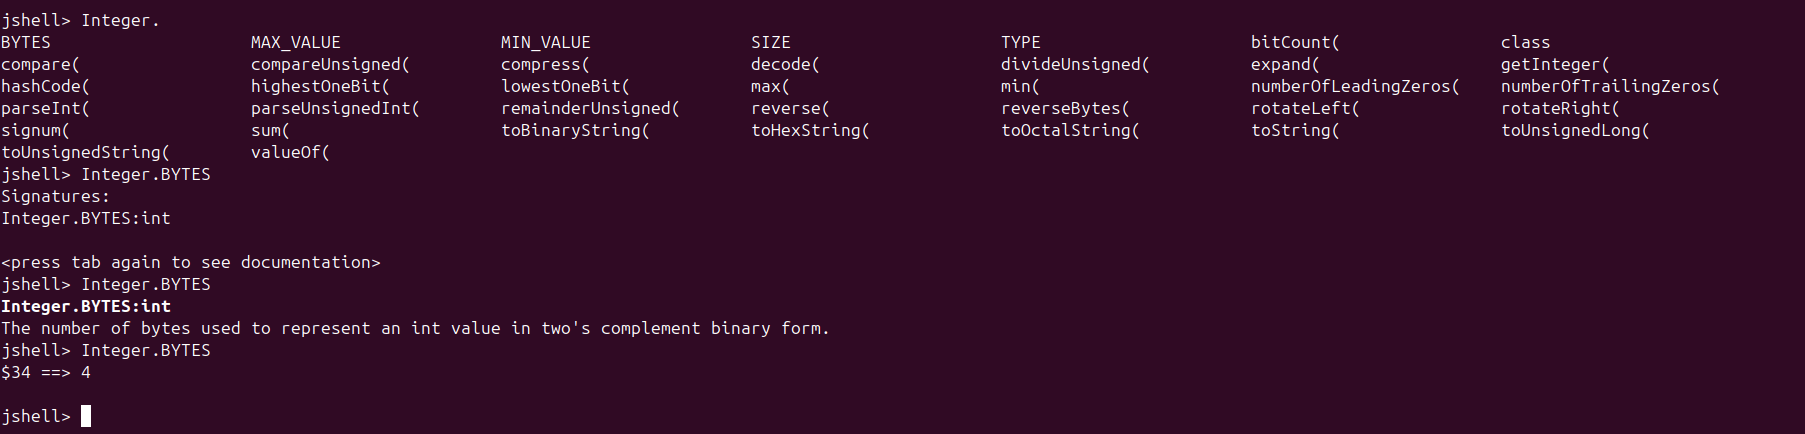 jshell> Integer.
BYTES MAX_VALUE MIN_VALUE SIZE TYPE bitCount( class
compare( compareUnsigned( compress( decode( divideUnsigned( expand( getInteger(
hashCode( highestOneBit( lowestOneBit( max( min( numberOfLeadingZeros( numberOfTrailingZeros(
parseInt( parseUnsignedInt( remainderUnsigned( reverse( reverseBytes( rotateLeft( rotateRight(
signum( sum( toBinaryString( toHexString( toOctalString( toString( toUnsignedLong(
toUnsignedString( valueOf(
jshell> Integer.BYTES
Signatures:
Integer.BYTES:int
<press tab again to see documentation>
jshell> Integer.BYTES
Integer.BYTES:int
The number of bytes used to represent an int value in two's complement binary form.
jshell> Integer.BYTES
$34 ==> 4
jshell>